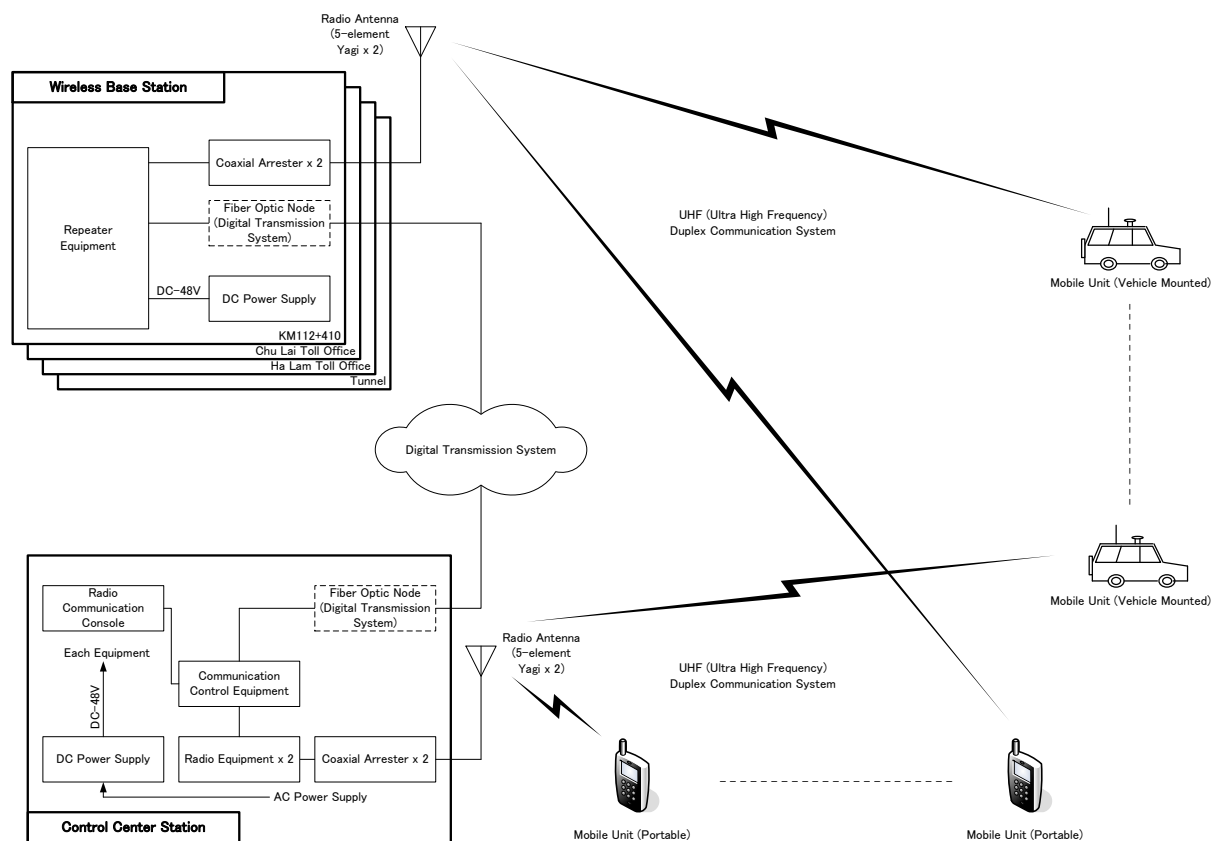 Radio Antenna
(5-element
Yagi x 2)
Wireless Base Station
Coaxial Arrester x 2
Repeater
Equipment
Fiber Optic Node
(Digital Transmission
System)
DC-48V
DC Power Supply
KM112+410
Chu Lai Toll Office
Ha Lam Toll Office
Tunnel
UHF (Ultra High Frequency)
Duplex Communication System
Mobile Unit (Vehicle Mounted)
Digital Transmission System
Radio
Communication
Console
Fiber Optic Node
(Digital Transmission
System)
Each Equipment
Communication
Control Equipment
DC-48V
DC Power Supply
Radio Equipment x 2
Coaxial Arrester x 2
AC Power Supply
Control Center Station
Radio Antenna
(5-element
Yagi x 2)
UHF (Ultra High Frequency)
Duplex Communication System
Mobile Unit (Vehicle Mounted)
Mobile Unit (Portable)
Mobile Unit (Portable)